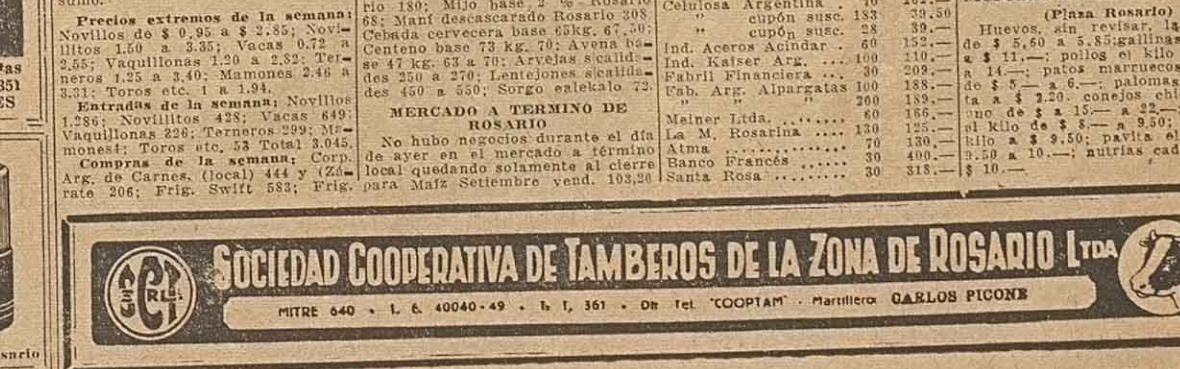 sumo.
Precios extremos de la semana:
Novillos de $ 0.95 a $ 2.85; Novi-
llitos 1.50 a 3.35; Vacas 0.72 a
2.55; Vaquillonas 1.20 a 2.82; Ter-
neros 1.25 a 3.40; Mamones 2.46 a
3.31; Toros etc. 1 a 1.94.
Entradas de la semana: Novillos
1.286; Novillitos 428; Vacas 649;
Vaquillonas 326; Terneros 299; Ma-
mones: Toros etc. 53 Total 3.045.
Compras de la semana: Corp.
Arg. de Carnes, (local) 444 y (Zá-
rate 206; Frig. Swift 583; Frig.
rio 180; Mijo base 2 % Rosario
68; Maní descascarado Rosario 308
Cebada cervecera base 65kg. 67.50;
Centeno base 73 kg. 70; Avena ba-
se 47 kg. 63 a 70; Arvejas s|calid-
des 250 a 270; Lentejones s|calida-
des 450 a 550; Sorgo ealekalo 72.
MERCADO A TERMINO DE
ROSARIO
No hubo negocios durante el día
de ayer en el mercado a término
local quedando solamente al cierre
para Maíz Setiembre vend. 103,20
Celulosa Argentina . 70
" cupón susc. 183 39.50
" cupón susc. 28 39.—
Ind. Aceros Acindar . 60 152.—
Ind. Kaiser Arg. ... 100 110.—
Fabril Financiera ... 30 209.—
Fab. Arg. Alpargatas 100 188.—
" " " 200 189.—
Meiner Ltda. ........ 60 166.—
La M. Rosarina .... 130 125.—
Atma ............ 70 130.—
Banco Francés ...... 30 400.—
Santa Rosa ........ 30 318.—
(Plaza Rosario)
Huevos, sin revisar, la
de $ 5,60 a 5.85; gallinas
a $ 11,—; pollos el kilo
a 14.—; patos marruecos
de $ 5— a 6.—; palomas
ta a $ 3.20. conejos chi
uno de $ 15.— a 22.—;
el kilo de $ 8.— a 9.50;
kilo a $ 9,50; pavita el
9.50 a 10.—; nutrias cad
$ 10.—
tas
351
ES
sario
SOCIEDAD COOPERATIVA DE TAMBEROS DE LA ZONA DE ROSARIO LTDA
MITRE 640 • T. E. 40040-49 • I. T. 361 • Dir Tel. "COOPTAM" • Martillero: CARLOS PICONE